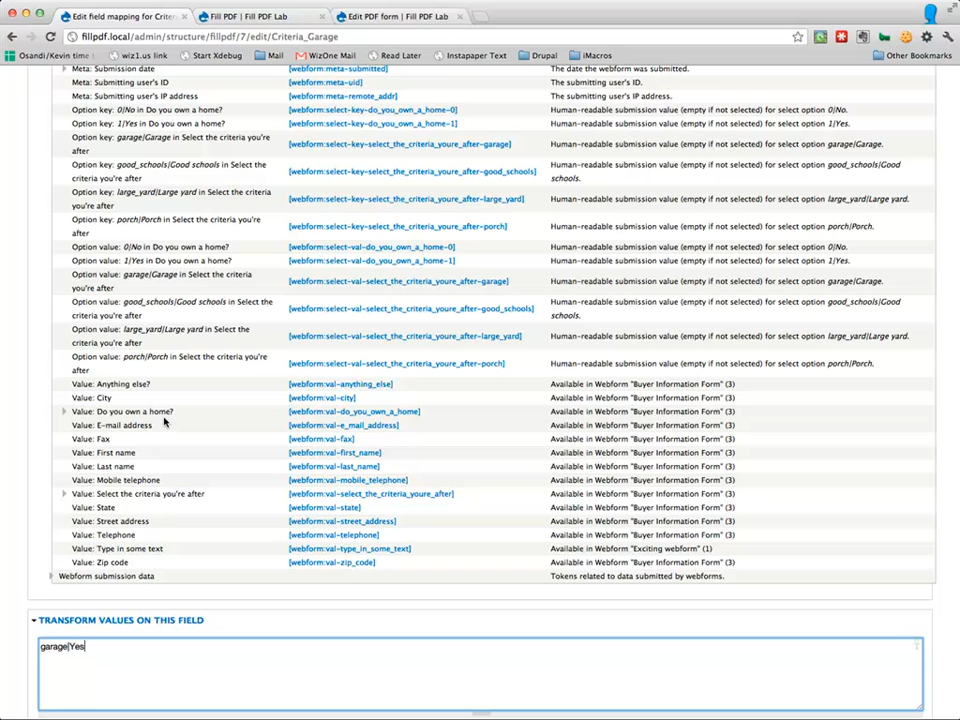 Edit field mapping for Criter
Fill PDF | Fill PDF Lab
Edit PDF form | Fill PDF Lab
fillpdf.local/admin/structure/fillpdf/7/edit/Criteria_Garage
Osandi/Kevin time
wiz1.us link
Start Xdebug
Mail
WizOne Mail
Read Later
Instapaper Text
Drupal
iMacros
Other Bookmarks
Meta: Submission date [webform:meta-submitted] The date the webform was submitted.
Meta: Submitting user's ID [webform:meta-uid] The submitting user's ID.
Meta: Submitting user's IP address [webform:meta-remote_addr] The submitting user's IP address.
Option key: 0/No in Do you own a home? [webform:select-key-do_you_own_a_home-0] Human-readable submission value (empty if not selected) for select option 0/No.
Option key: 1/Yes in Do you own a home? [webform:select-key-do_you_own_a_home-1] Human-readable submission value (empty if not selected) for select option 1/Yes.
Option key: garage|Garage in Select the criteria you're
after
[webform:select-key-select_the_criteria_youre_after-garage] Human-readable submission value (empty if not selected) for select option garage/Garage.
Option key: good_schools|Good schools in Select the
criteria you're after
[webform:select-key-select_the_criteria_youre_after-good_schools] Human-readable submission value (empty if not selected) for select option good_schools/Good
schools.
Option key: large_yard|Large yard in Select the criteria
you're after
[webform:select-key-select_the_criteria_youre_after-large_yard] Human-readable submission value (empty if not selected) for select option large_yard/Large yard.
Option key: porch/Porch in Select the criteria you're
after
[webform:select-key-select_the_criteria_youre_after-porch] Human-readable submission value (empty if not selected) for select option porch/Porch.
Option value: 0/No in Do you own a home? [webform:select-val-do_you_own_a_home-0] Human-readable submission value (empty if not selected) for select option 0/No.
Option value: 1/Yes in Do you own a home? [webform:select-val-do_you_own_a_home-1] Human-readable submission value (empty if not selected) for select option 1/Yes.
Option value: garage|Garage in Select the criteria
you're after
[webform:select-val-select_the_criteria_youre_after-garage] Human-readable submission value (empty if not selected) for select option garage/Garage.
Option value: good_schools|Good schools in Select the
criteria you're after
[webform:select-val-select_the_criteria_youre_after-good_schools] Human-readable submission value (empty if not selected) for select option good_schools/Good
schools.
Option value: large_yard|Large yard in Select the
criteria you're after
[webform:select-val-select_the_criteria_youre_after-large_yard] Human-readable submission value (empty if not selected) for select option large_yard/Large yard.
Option value: porch/Porch in Select the criteria you're
after
[webform:select-val-select_the_criteria_youre_after-porch] Human-readable submission value (empty if not selected) for select option porch/Porch.
Value: Anything else? [webform:val-anything_else] Available in Webform "Buyer Information Form" (3)
Value: City [webform:val-city] Available in Webform "Buyer Information Form" (3)
Value: Do you own a home? [webform:val-do_you_own_a_home] Available in Webform "Buyer Information Form" (3)
Value: E-mail address [webform:val-e_mail_address] Available in Webform "Buyer Information Form" (3)
Value: Fax [webform:val-fax] Available in Webform "Buyer Information Form" (3)
Value: First name [webform:val-first_name] Available in Webform "Buyer Information Form" (3)
Value: Last name [webform:val-last_name] Available in Webform "Buyer Information Form" (3)
Value: Mobile telephone [webform:val-mobile_telephone] Available in Webform "Buyer Information Form" (3)
Value: Select the criteria you're after [webform:val-select_the_criteria_youre_after] Available in Webform "Buyer Information Form" (3)
Value: State [webform:val-state] Available in Webform "Buyer Information Form" (3)
Value: Street address [webform:val-street_address] Available in Webform "Buyer Information Form" (3)
Value: Telephone [webform:val-telephone] Available in Webform "Buyer Information Form" (3)
Value: Type in some text [webform:val-type_in_some_text] Available in Webform "Exciting webform" (1)
Value: Zip code [webform:val-zip_code] Available in Webform "Buyer Information Form" (3)
Webform submission data Tokens related to data submitted by webforms.
TRANSFORM VALUES ON THIS FIELD
garage|Yes